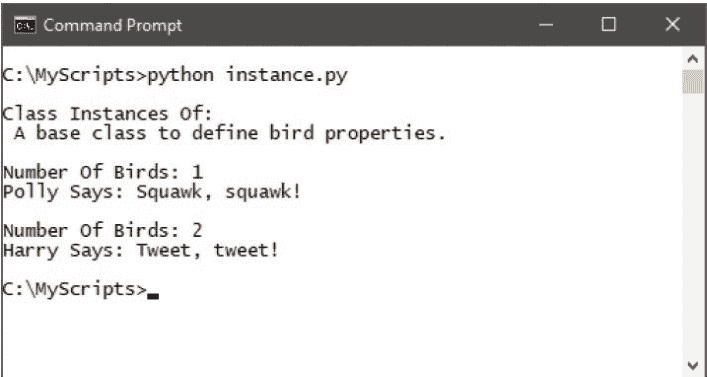 Command Prompt
C:\MyScripts>python instance.py
Class Instances Of:
A base class to define bird properties.
Number Of Birds: 1
Polly Says: Squawk, squawk!
Number Of Birds: 2
Harry Says: Tweet, tweet!
C:\MyScripts>